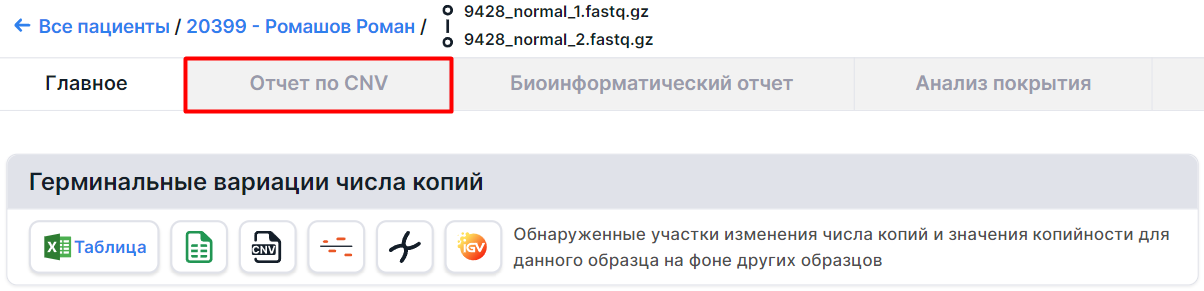 9428_normal_1.fastq.gz
← Все пациенты / 20399 - Ромашов Роман /
9428_normal_2.fastq.gz
Главное Отчет по CNV Биоинформатический отчет Анализ покрытия
Герминальные вариации числа копий
X Таблица CNV IGV
Обнаруженные участки изменения числа копий и значения копийности для
данного образца на фоне других образцов